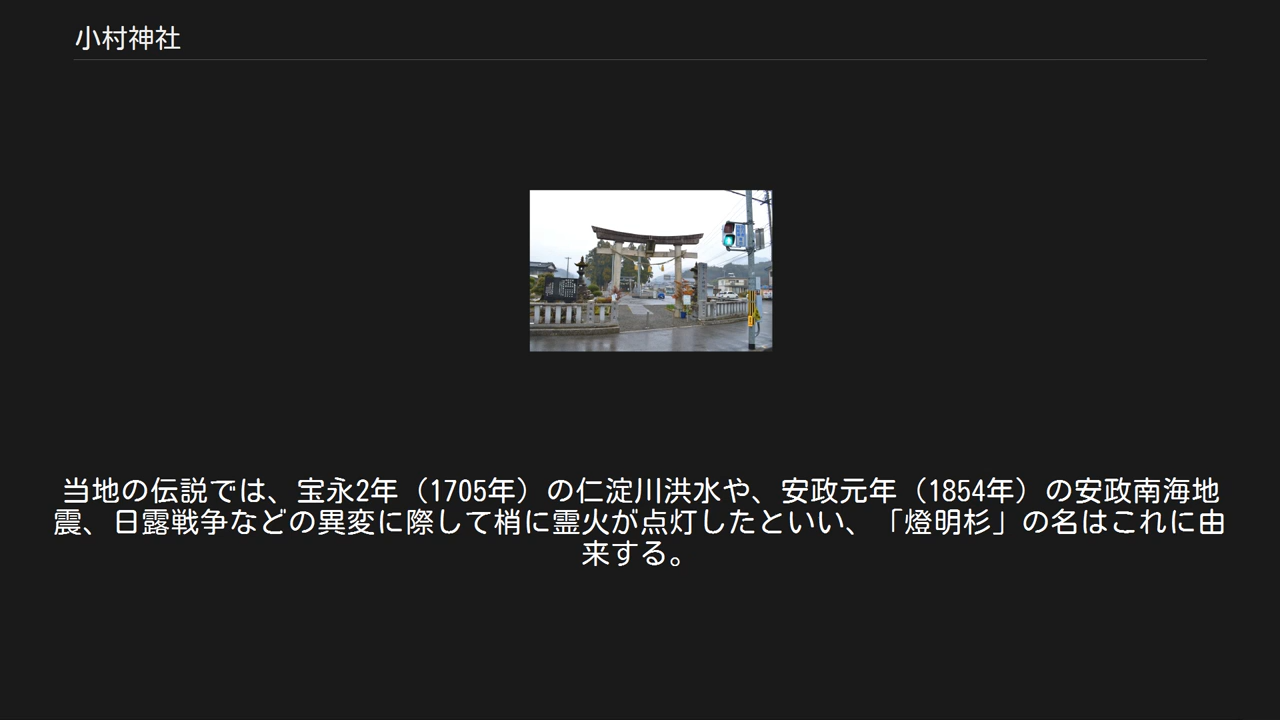 小村神社
当地の伝説では、宝永2年（1705年）の仁淀川洪水や、安政元年（1854年）の安政南海地
震、日露戦争などの異変に際して梢に霊火が点灯したといい、「燈明杉」の名はこれに由
来する。